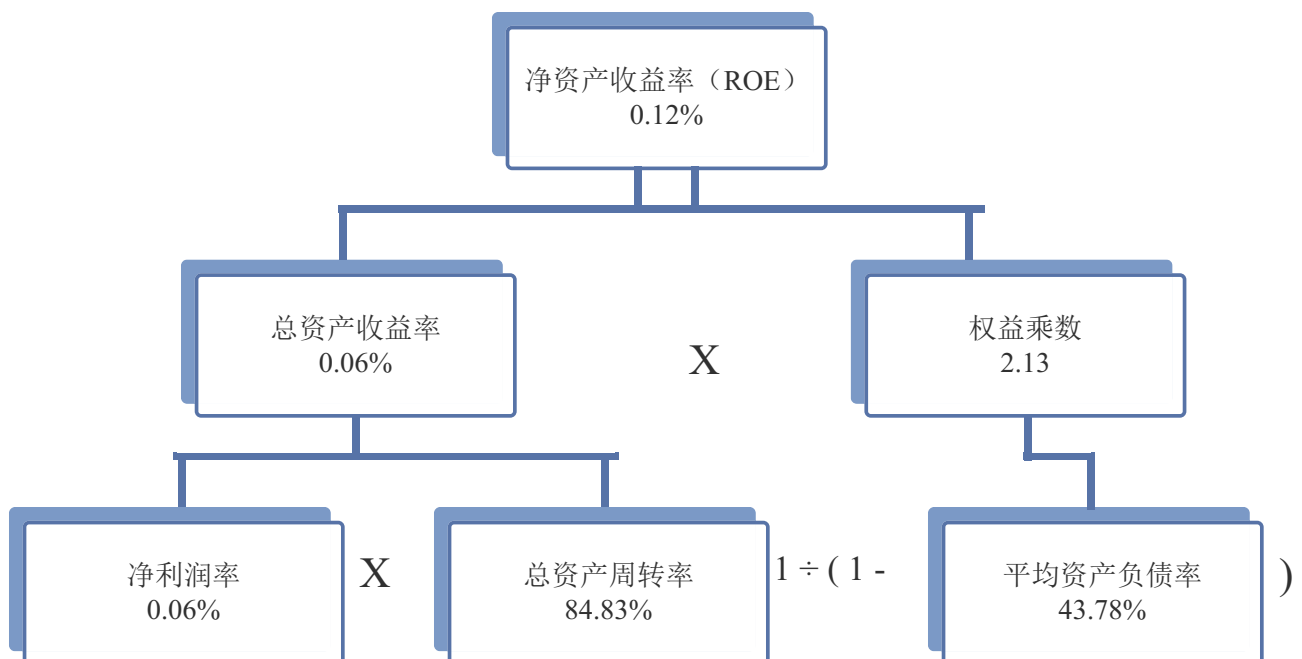 净资产收益率（ROE）
0.12%
总资产收益率
0.06%
X
权益乘数
2.13
净利润率
0.06%
X
总资产周转率
84.83%
1 ÷ ( 1 -
平均资产负债率
43.78%
)